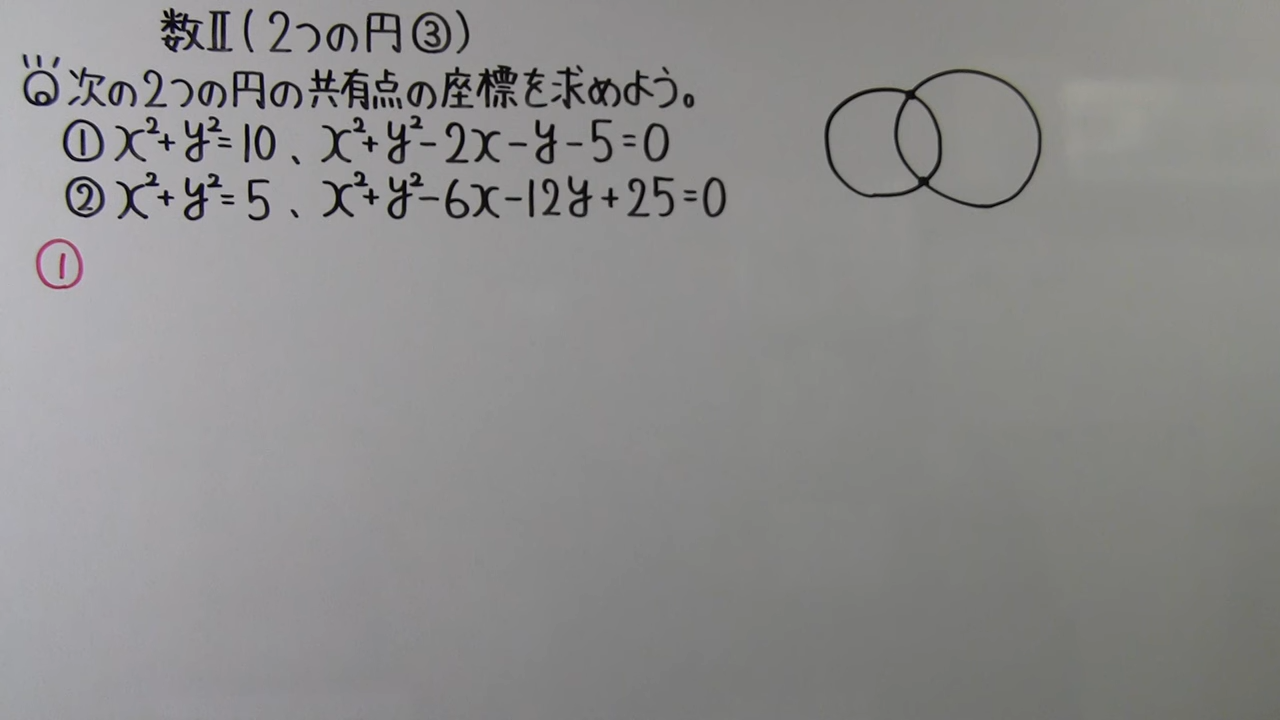 数Ⅱ(2つの円③)
Q次の2つの円の共有点の座標を求めよう。
① x²+y²=10、x²+y²-2x-y-5=0
② x²+y²=5、x²+y²-6x-12y+25=0
①